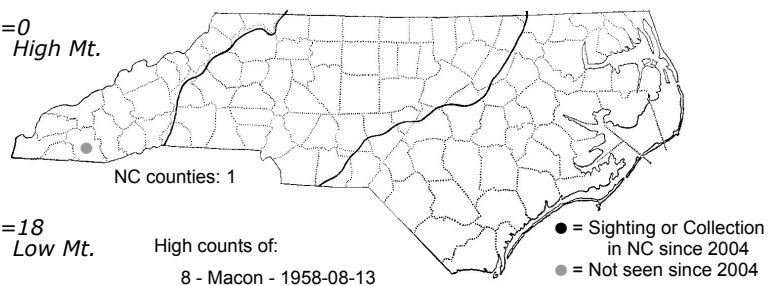 =0
High Mt.
NC counties: 1
=18
Low Mt.
High counts of:
8 - Macon - 1958-08-13
● = Sighting or Collection
in NC since 2004
● = Not seen since 2004